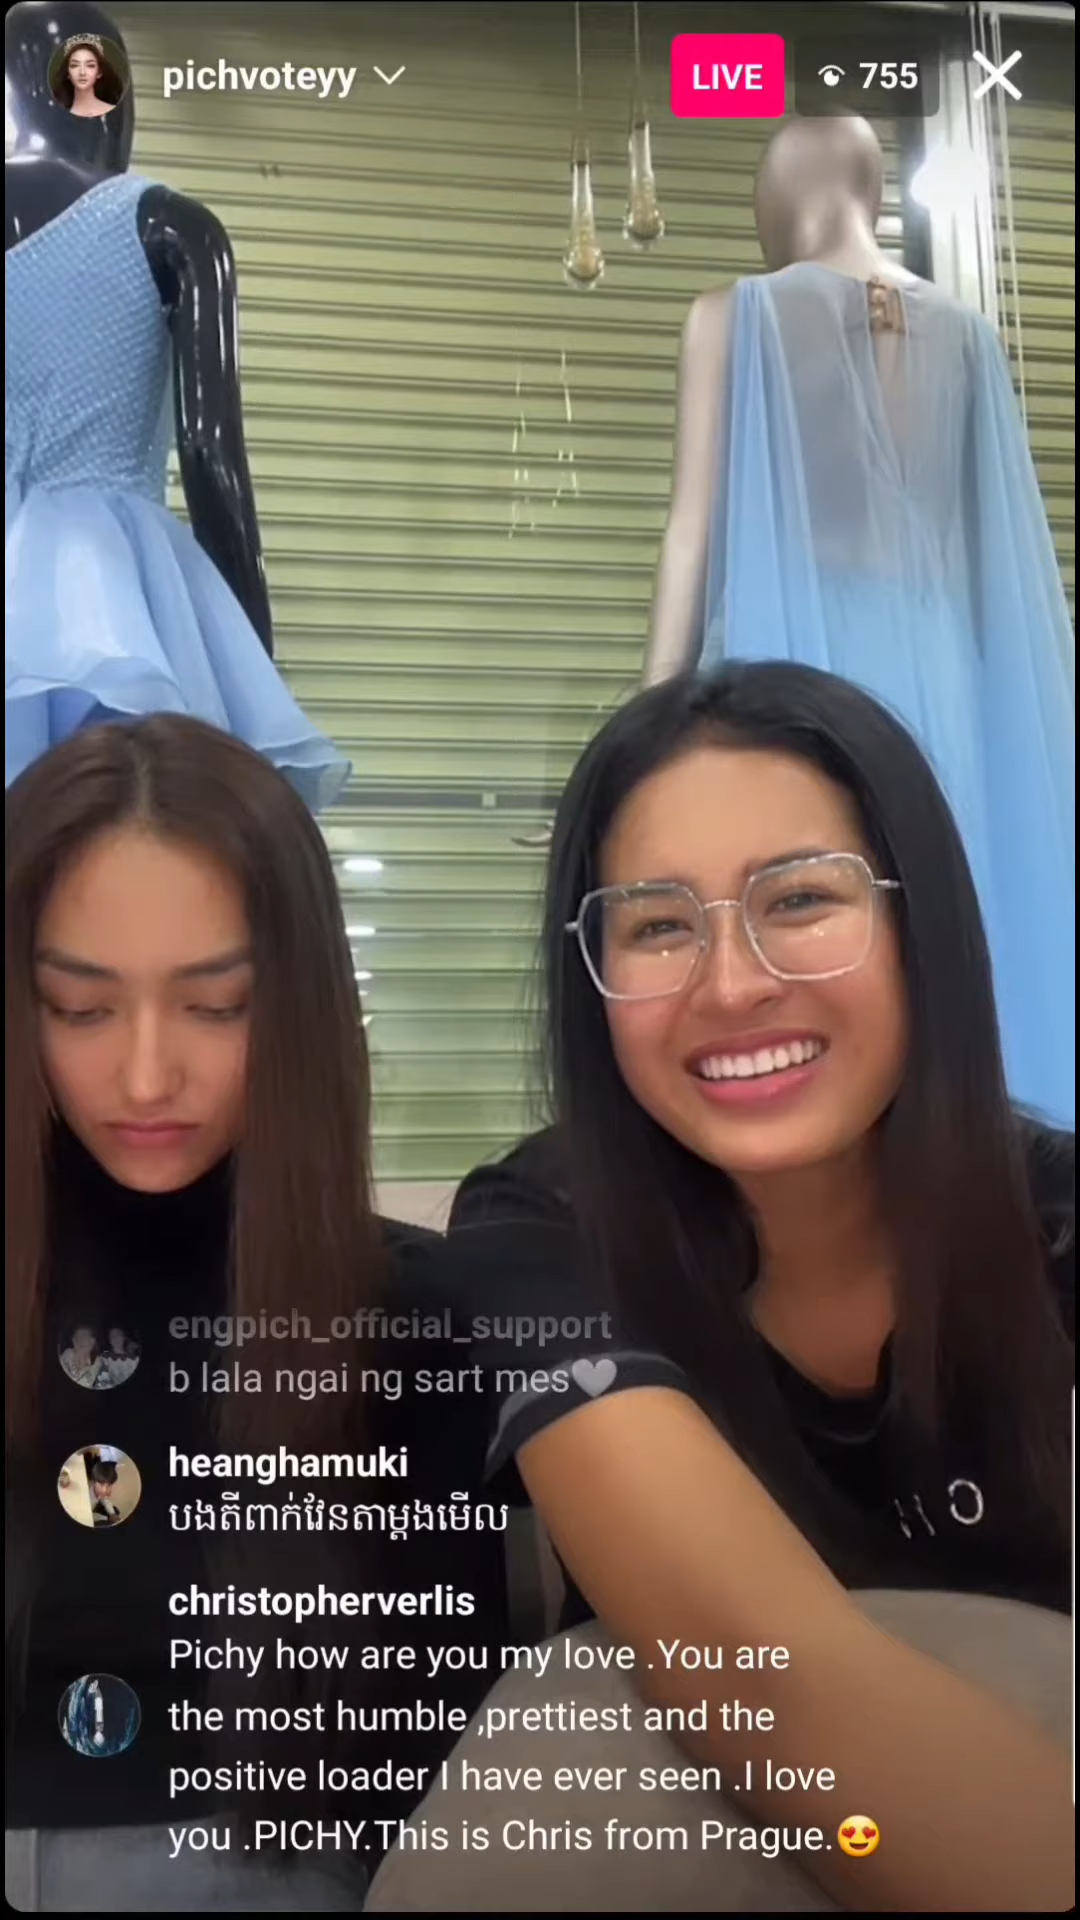 pichvoteyy
LIVE
755
engpich_official_support
b lala ngai ng sart mes🤍
heanghamuki
បងតីពាក់វែនតាម្ដងមើល
christopherverlis
Pichy how are you my love .You are
the most humble ,prettiest and the
positive loader I have ever seen .I love
you .PICHY.This is Chris from Prague.😍
H O